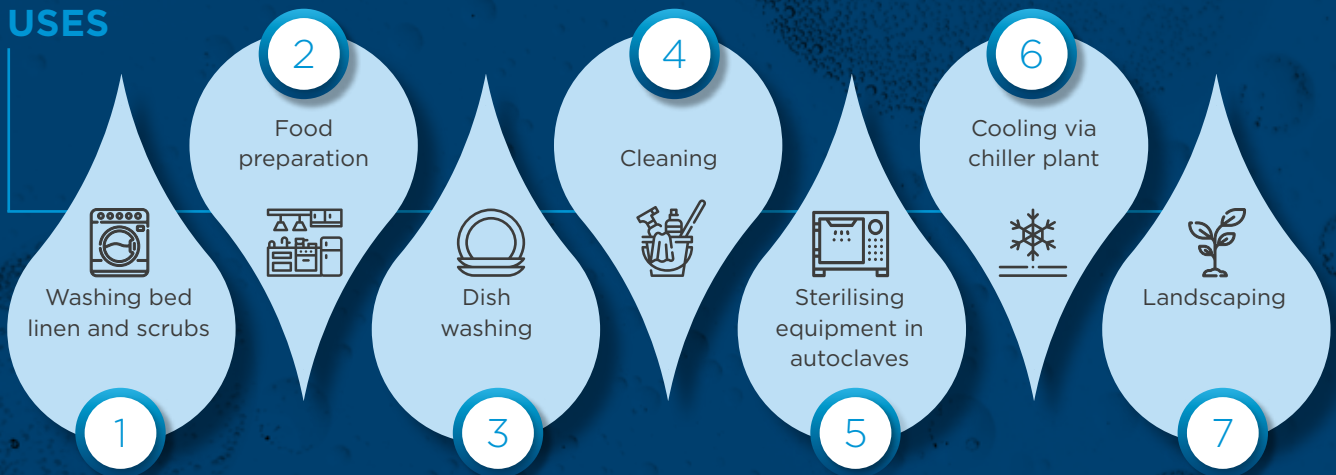 USES
1
Washing bed
linen and scrubs
2
Food
preparation
3
Dish
washing
4
Cleaning
5
Sterilising
equipment in
autoclaves
6
Cooling via
chiller plant
7
Landscaping